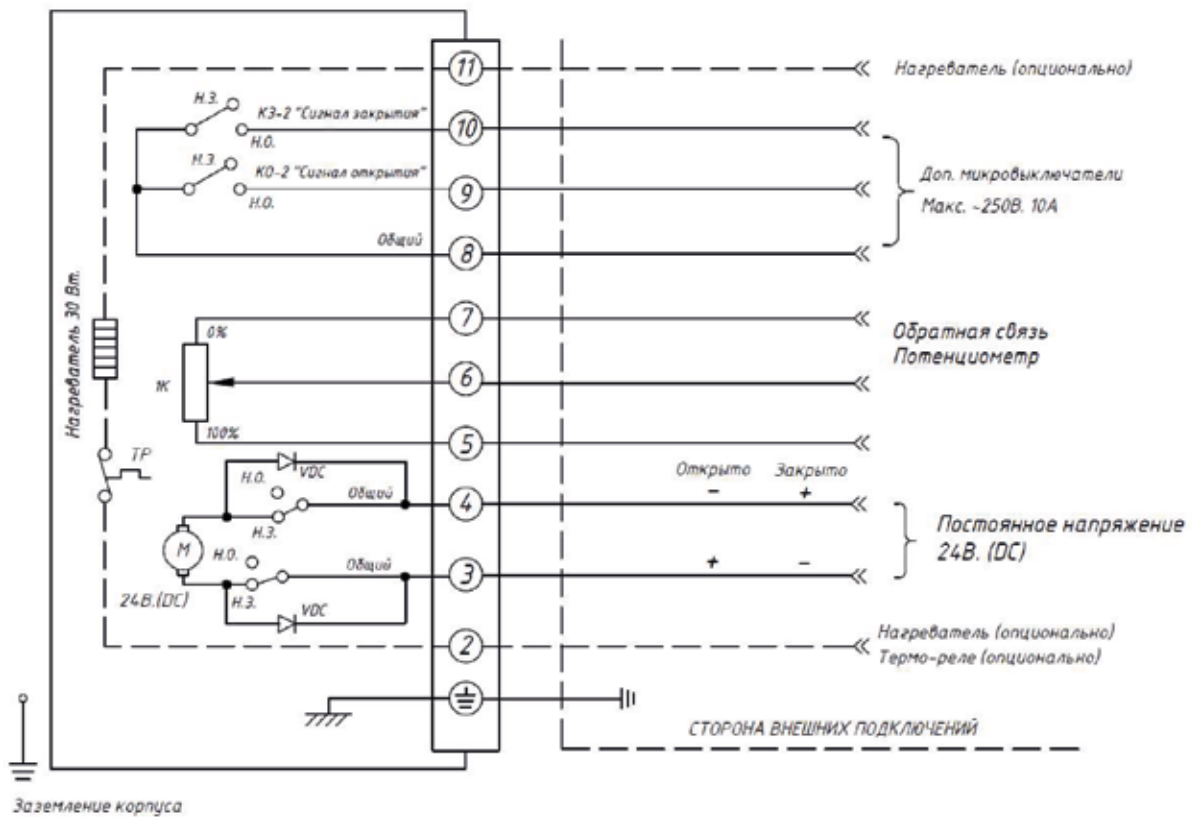 11
Нагреватель (опционально)
Н.З.
КЗ-2 "Сигнал закрытия"
10
Н.О.
Н.З.
КО-2 "Сигнал открытия"
9
Н.О.
Доп. микровыключатели
Макс. ~250В. 10А
Общий
8
Нагреватель 30 Вт.
0%
7
1К
6
Обратная связь
Потенциометр
100%
5
ТР
Н.О.
VDC
Общий
Н.З.
4
Открыто Закрыто
- +
М
Н.О.
Общий
Н.З.
3
+ -
Постоянное напряжение
24В. (DC)
24В.(DC)
VDC
2
Нагреватель (опционально)
Термо-реле (опционально)
СТОРОНА ВНЕШНИХ ПОДКЛЮЧЕНИЙ
Заземление корпуса